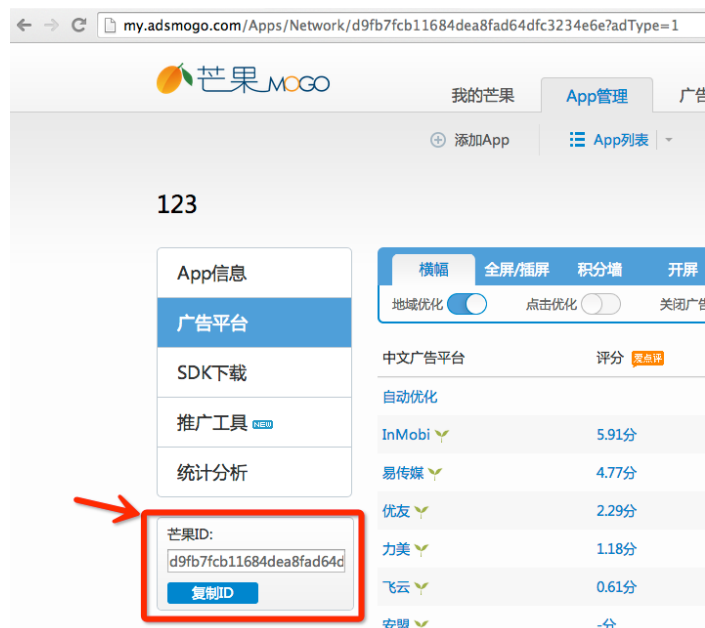 my.adsmogo.com/Apps/Network/d9fb7fcb11684dea8fad64dfc3234e6e?adType=1
芒果 MOGO
我的芒果 App管理 广告
添加App App列表
123
App信息
广告平台
SDK下载
推广工具 NEW
统计分析
芒果ID:
d9fb7fcb11684dea8fad64d
复制ID
横幅 全屏/插屏 积分墙 开屏
地域优化 点击优化 关闭广告
中文广告平台 评分 爱点评
自动优化
InMobi 5.91分
易传媒 4.77分
优友 2.29分
力美 1.18分
飞云 0.61分
安盟 -分